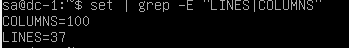 sa@dc-1:~$ set | grep -E "LINES|COLUMNS"
COLUMNS=100
LINES=37